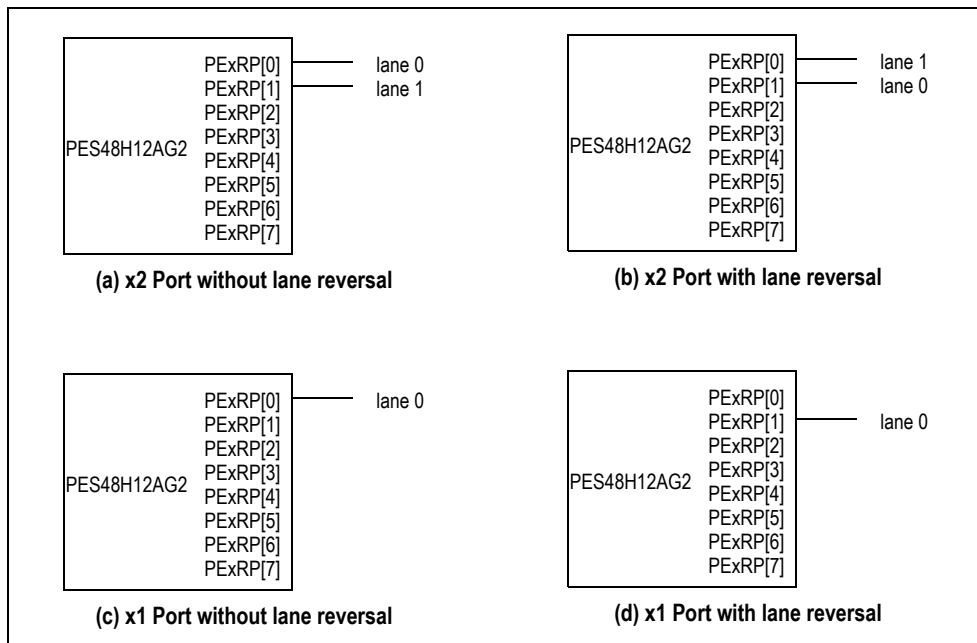 PExRP[0] lane 0
PExRP[1] lane 1
PExRP[2]
PExRP[3]
PES48H12AG2
PExRP[4]
PExRP[5]
PExRP[6]
PExRP[7]
(a) x2 Port without lane reversal
PExRP[0] lane 1
PExRP[1] lane 0
PExRP[2]
PExRP[3]
PES48H12AG2
PExRP[4]
PExRP[5]
PExRP[6]
PExRP[7]
(b) x2 Port with lane reversal
PExRP[0] lane 0
PExRP[1]
PExRP[2]
PExRP[3]
PES48H12AG2
PExRP[4]
PExRP[5]
PExRP[6]
PExRP[7]
(c) x1 Port without lane reversal
PExRP[0]
PExRP[1] lane 0
PExRP[2]
PExRP[3]
PES48H12AG2
PExRP[4]
PExRP[5]
PExRP[6]
PExRP[7]
(d) x1 Port with lane reversal